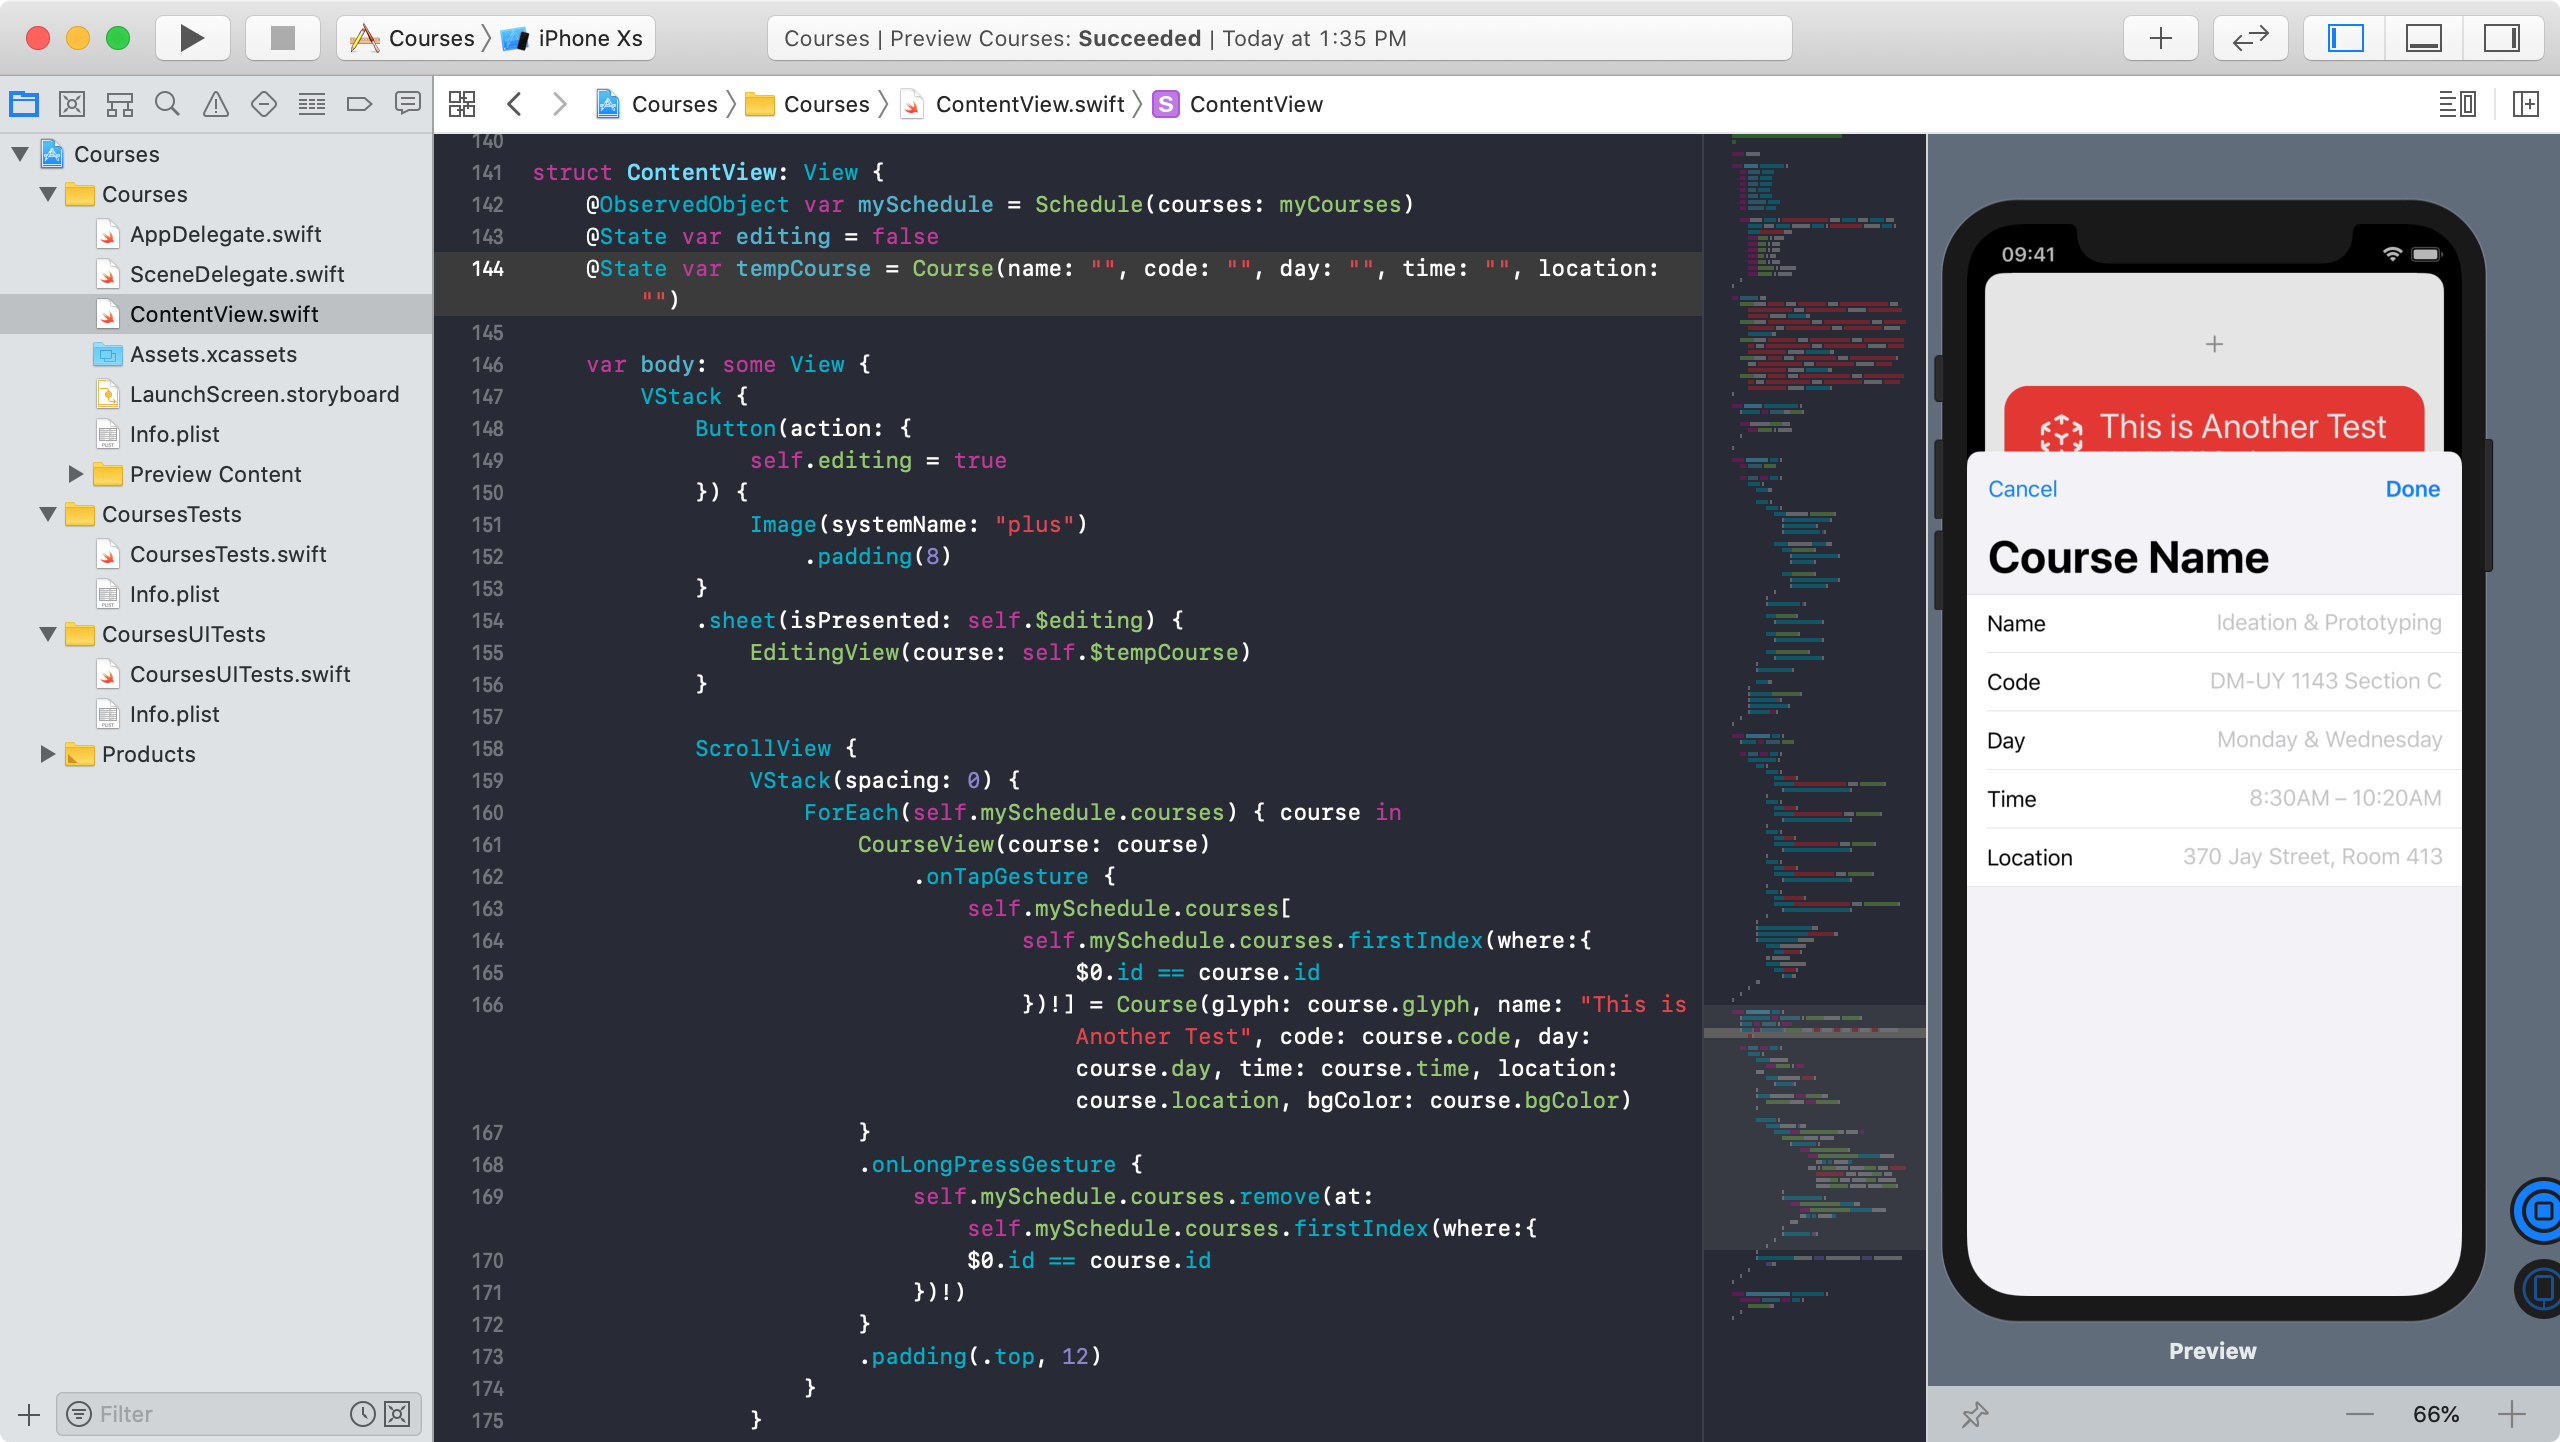 Courses
iPhone Xs
Courses | Preview Courses: Succeeded | Today at 1:35 PM
Courses
Courses
ContentView.swift
S
ContentView
Courses
Courses
AppDelegate.swift
SceneDelegate.swift
ContentView.swift
Assets.xcassets
LaunchScreen.storyboard
Info.plist
Preview Content
CoursesTests
CoursesTests.swift
Info.plist
CoursesUITests
CoursesUITests.swift
Info.plist
Products
Filter
140
141 struct ContentView: View {
142 @ObservedObject var mySchedule = Schedule(courses: myCourses)
143 @State var editing = false
144 @State var tempCourse = Course(name: "", code: "", day: "", time: "", location:
"")
145
146 var body: some View {
147 VStack {
148 Button(action: {
149 self.editing = true
150 }) {
151 Image(systemName: "plus")
152 .padding(8)
153 }
154 .sheet(isPresented: self.$editing) {
155 EditingView(course: self.$tempCourse)
156 }
157
158 ScrollView {
159 VStack(spacing: 0) {
160 ForEach(self.mySchedule.courses) { course in
161 CourseView(course: course)
162 .onTapGesture {
163 self.mySchedule.courses[
164 self.mySchedule.courses.firstIndex(where:{
165 $0.id == course.id
166 })!] = Course(glyph: course.glyph, name: "This is
Another Test", code: course.code, day:
course.day, time: course.time, location:
course.location, bgColor: course.bgColor)
167 }
168 .onLongPressGesture {
169 self.mySchedule.courses.remove(at:
self.mySchedule.courses.firstIndex(where:{
170 $0.id == course.id
171 })!)
172 }
173 .padding(.top, 12)
174 }
175 }
09:41
This is Another Test
Cancel
Done
Course Name
Name Ideation & Prototyping
Code DM-UY 1143 Section C
Day Monday & Wednesday
Time 8:30AM – 10:20AM
Location 370 Jay Street, Room 413
Preview
66%